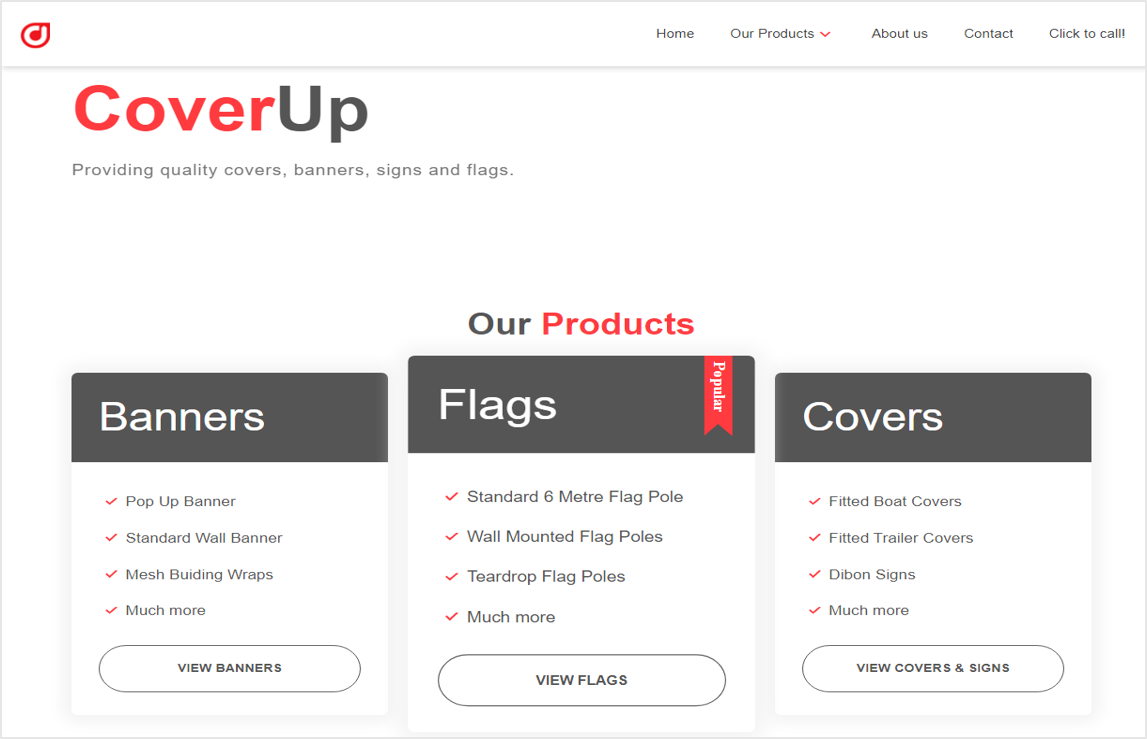 Home Our Products About us Contact Click to call!
CoverUp
Providing quality covers, banners, signs and flags.
Our Products
Banners
Pop Up Banner
Standard Wall Banner
Mesh Buiding Wraps
Much more
VIEW BANNERS
Flags
Popular
Standard 6 Metre Flag Pole
Wall Mounted Flag Poles
Teardrop Flag Poles
Much more
VIEW FLAGS
Covers
Fitted Boat Covers
Fitted Trailer Covers
Dibon Signs
Much more
VIEW COVERS & SIGNS